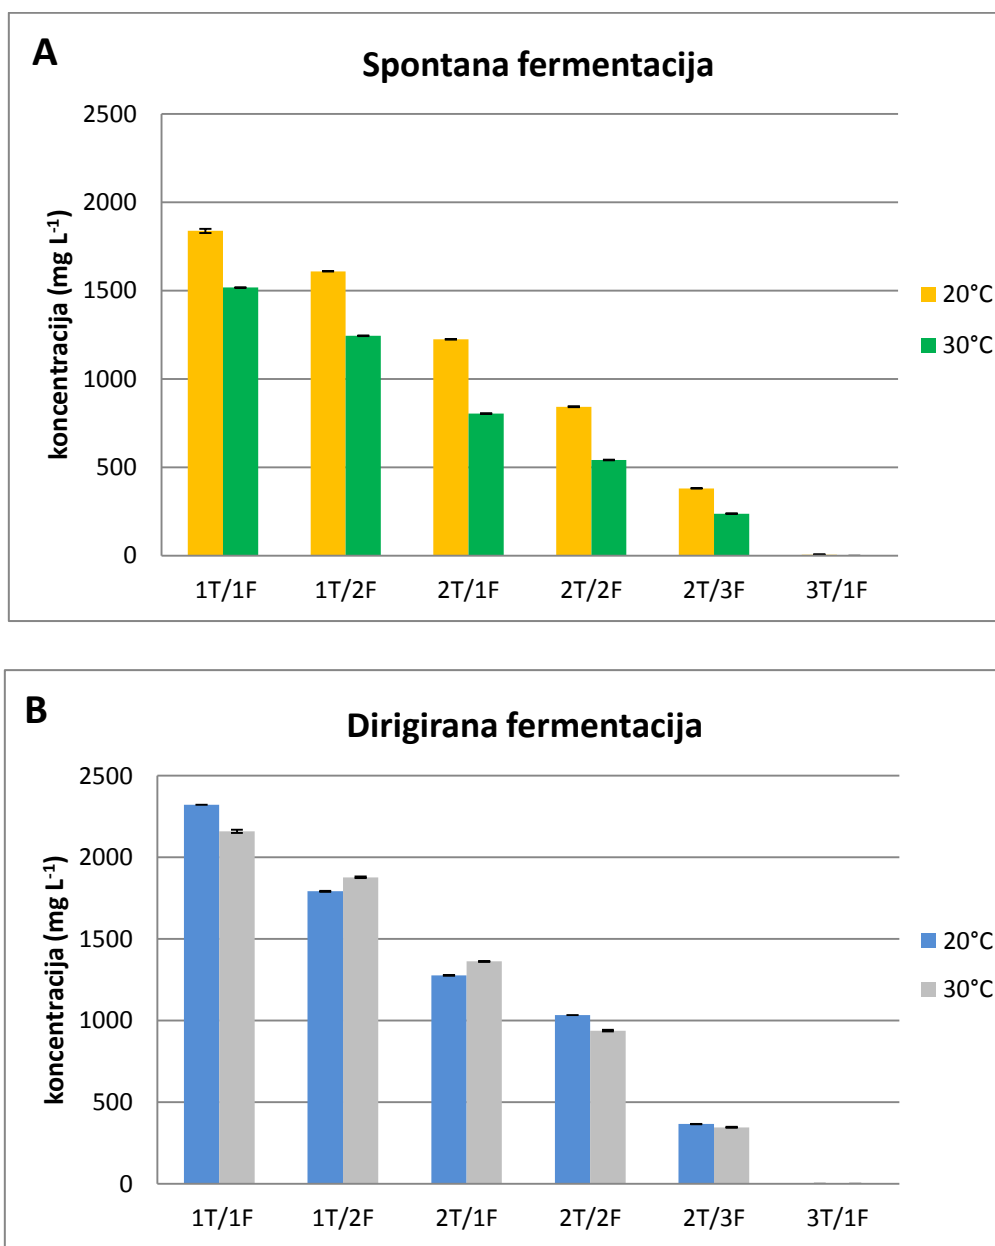 A
Spontana fermentacija
koncentracija (mg L-1)
2500
2000
1500
1000
500
0
1T/1F 1T/2F 2T/1F 2T/2F 2T/3F 3T/1F
20°C
30°C
B
Dirigirana fermentacija
koncentracija (mg L-1)
2500
2000
1500
1000
500
0
1T/1F 1T/2F 2T/1F 2T/2F 2T/3F 3T/1F
20°C
30°C